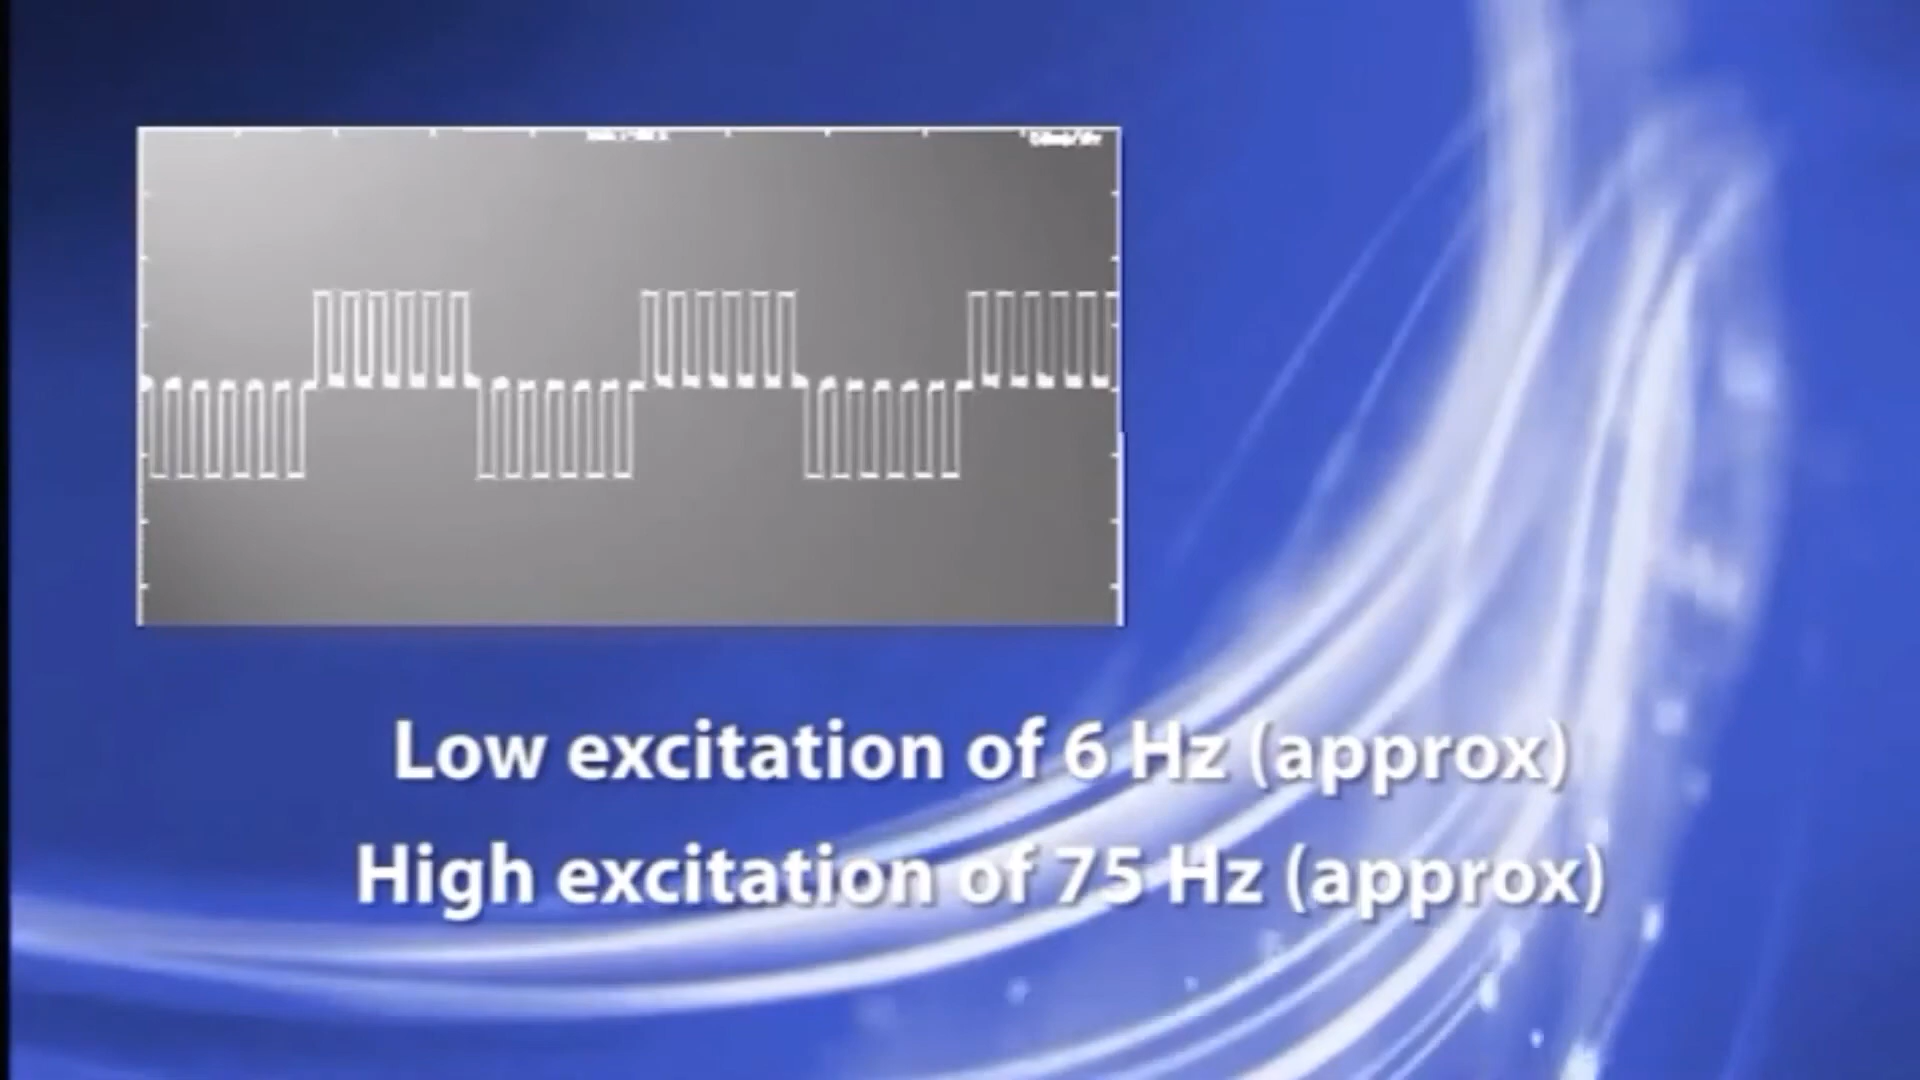 Low excitation of 6 Hz (approx)
High excitation of 75 Hz (approx)